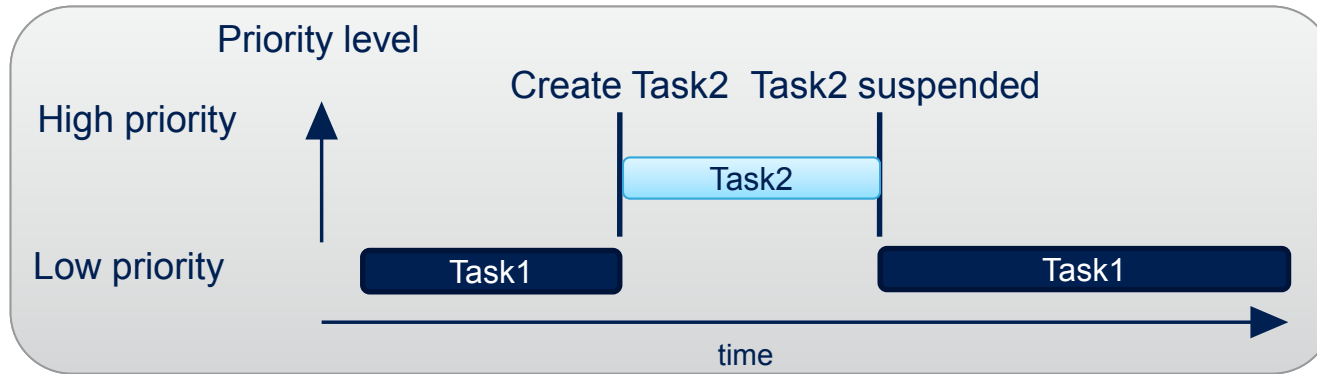 Priority level
Create Task2 Task2 suspended
High priority
Task2
Low priority
Task1
Task1
time